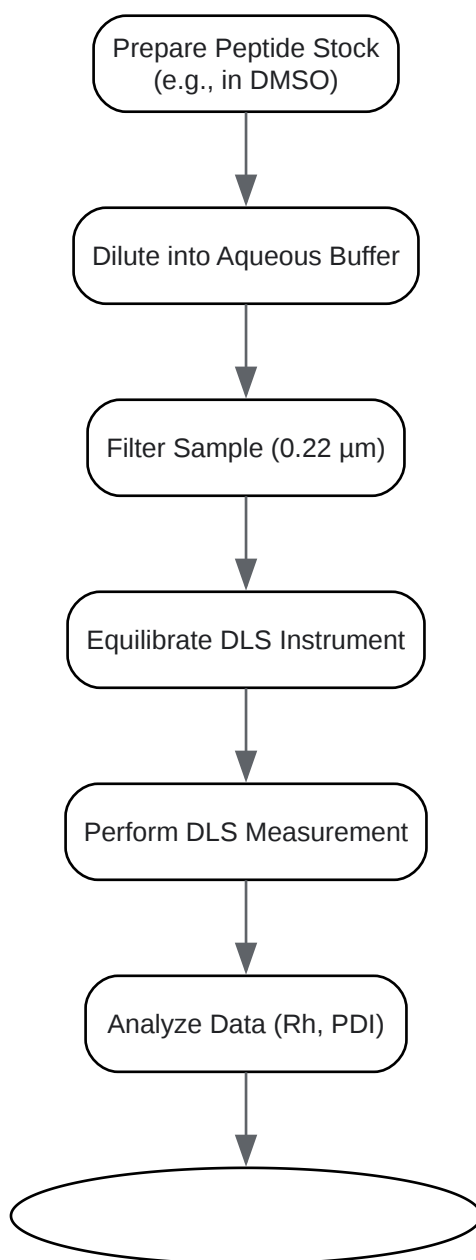 Prepare Peptide Stock
(e.g., in DMSO)
Dilute into Aqueous Buffer
Filter Sample (0.22 µm)
Equilibrate DLS Instrument
Perform DLS Measurement
Analyze Data (Rh, PDI)